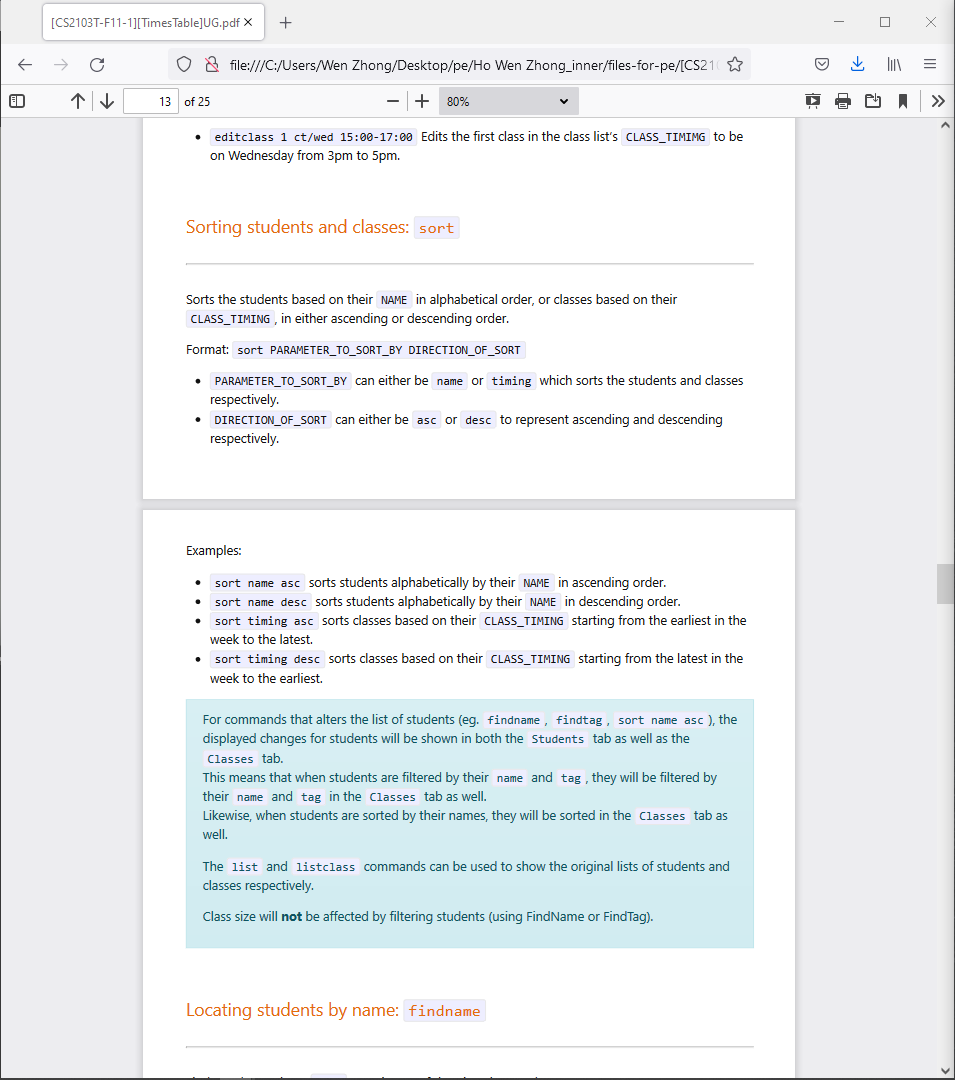 [CS2103T-F11-1][TimesTable]UG.pdf
file:///C:/Users/Wen Zhong/Desktop/pe/Ho Wen Zhong_inner/files-for-pe/[CS210
13 of 25
80%
editclass 1 ct/wed 15:00-17:00 Edits the first class in the class list's CLASS_TIMIMG to be
on Wednesday from 3pm to 5pm.
Sorting students and classes: sort
Sorts the students based on their NAME in alphabetical order, or classes based on their
CLASS_TIMING , in either ascending or descending order.
Format: sort PARAMETER_TO_SORT_BY DIRECTION_OF_SORT
PARAMETER_TO_SORT_BY can either be name or timing which sorts the students and classes
respectively.
DIRECTION_OF_SORT can either be asc or desc to represent ascending and descending
respectively.
Examples:
sort name asc sorts students alphabetically by their NAME in ascending order.
sort name desc sorts students alphabetically by their NAME in descending order.
sort timing asc sorts classes based on their CLASS_TIMING starting from the earliest in the
week to the latest.
sort timing desc sorts classes based on their CLASS_TIMING starting from the latest in the
week to the earliest.
For commands that alters the list of students (eg. findname , findtag , sort name asc ), the
displayed changes for students will be shown in both the Students tab as well as the
Classes tab.
This means that when students are filtered by their name and tag , they will be filtered by
their name and tag in the Classes tab as well.
Likewise, when students are sorted by their names, they will be sorted in the Classes tab as
well.
The list and listclass commands can be used to show the original lists of students and
classes respectively.
Class size will not be affected by filtering students (using FindName or FindTag).
Locating students by name: findname